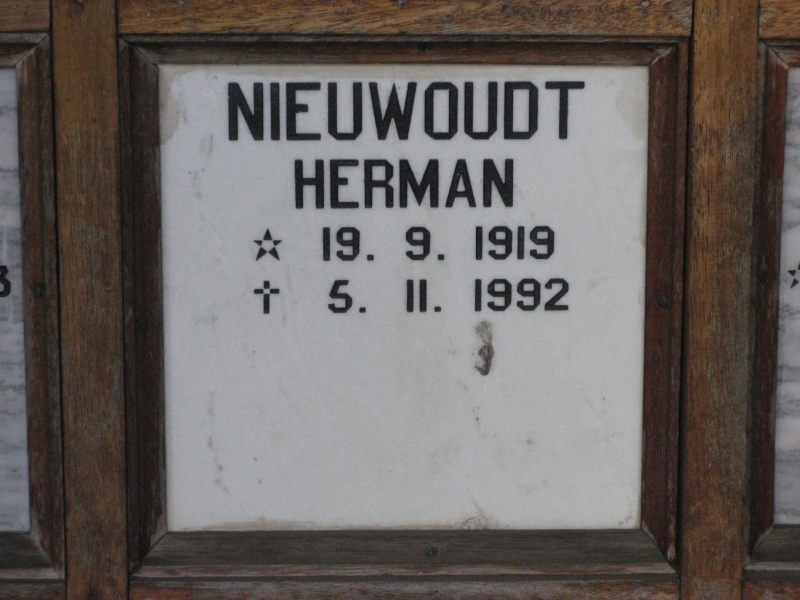 NIEUWOUDT
HERMAN
☆ 19. 9. 1919
✝ 5. 11. 1992